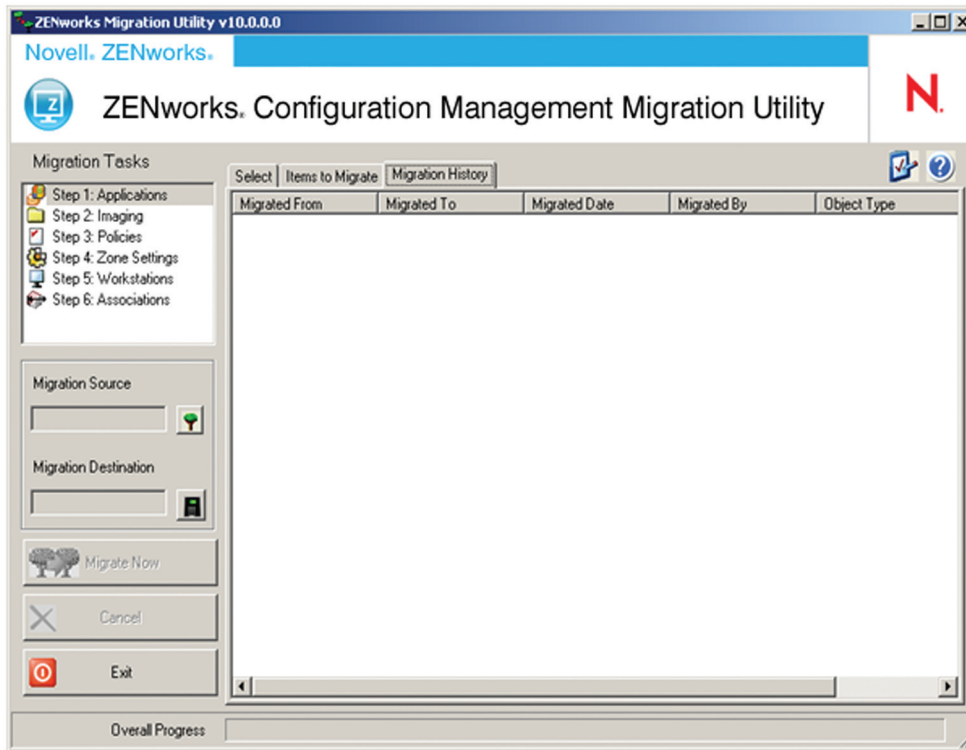 ZENworks Migration Utility v10.0.0.0
Novell. ZENworks.
ZENworks. Configuration Management Migration Utility
N.
Migration Tasks
Step 1: Applications
Step 2: Imaging
Step 3: Policies
Step 4: Zone Settings
Step 5: Workstations
Step 6: Associations
Select
Items to Migrate
Migration History
Migrated From
Migrated To
Migrated Date
Migrated By
Object Type
Migration Source
Migration Destination
Migrate Now
Cancel
Exit
Overall Progress